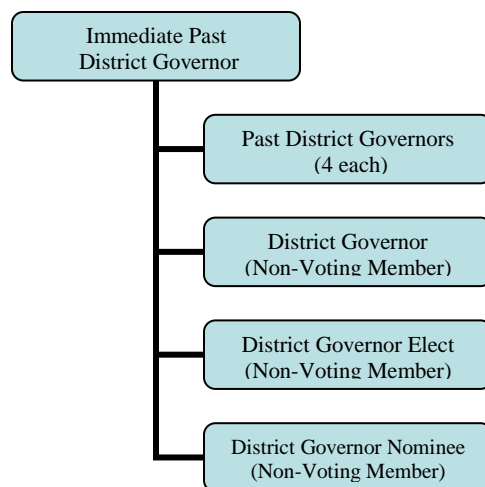 Immediate Past
District Governor
Past District Governors
(4 each)
District Governor
(Non-Voting Member)
District Governor Elect
(Non-Voting Member)
District Governor Nominee
(Non-Voting Member)